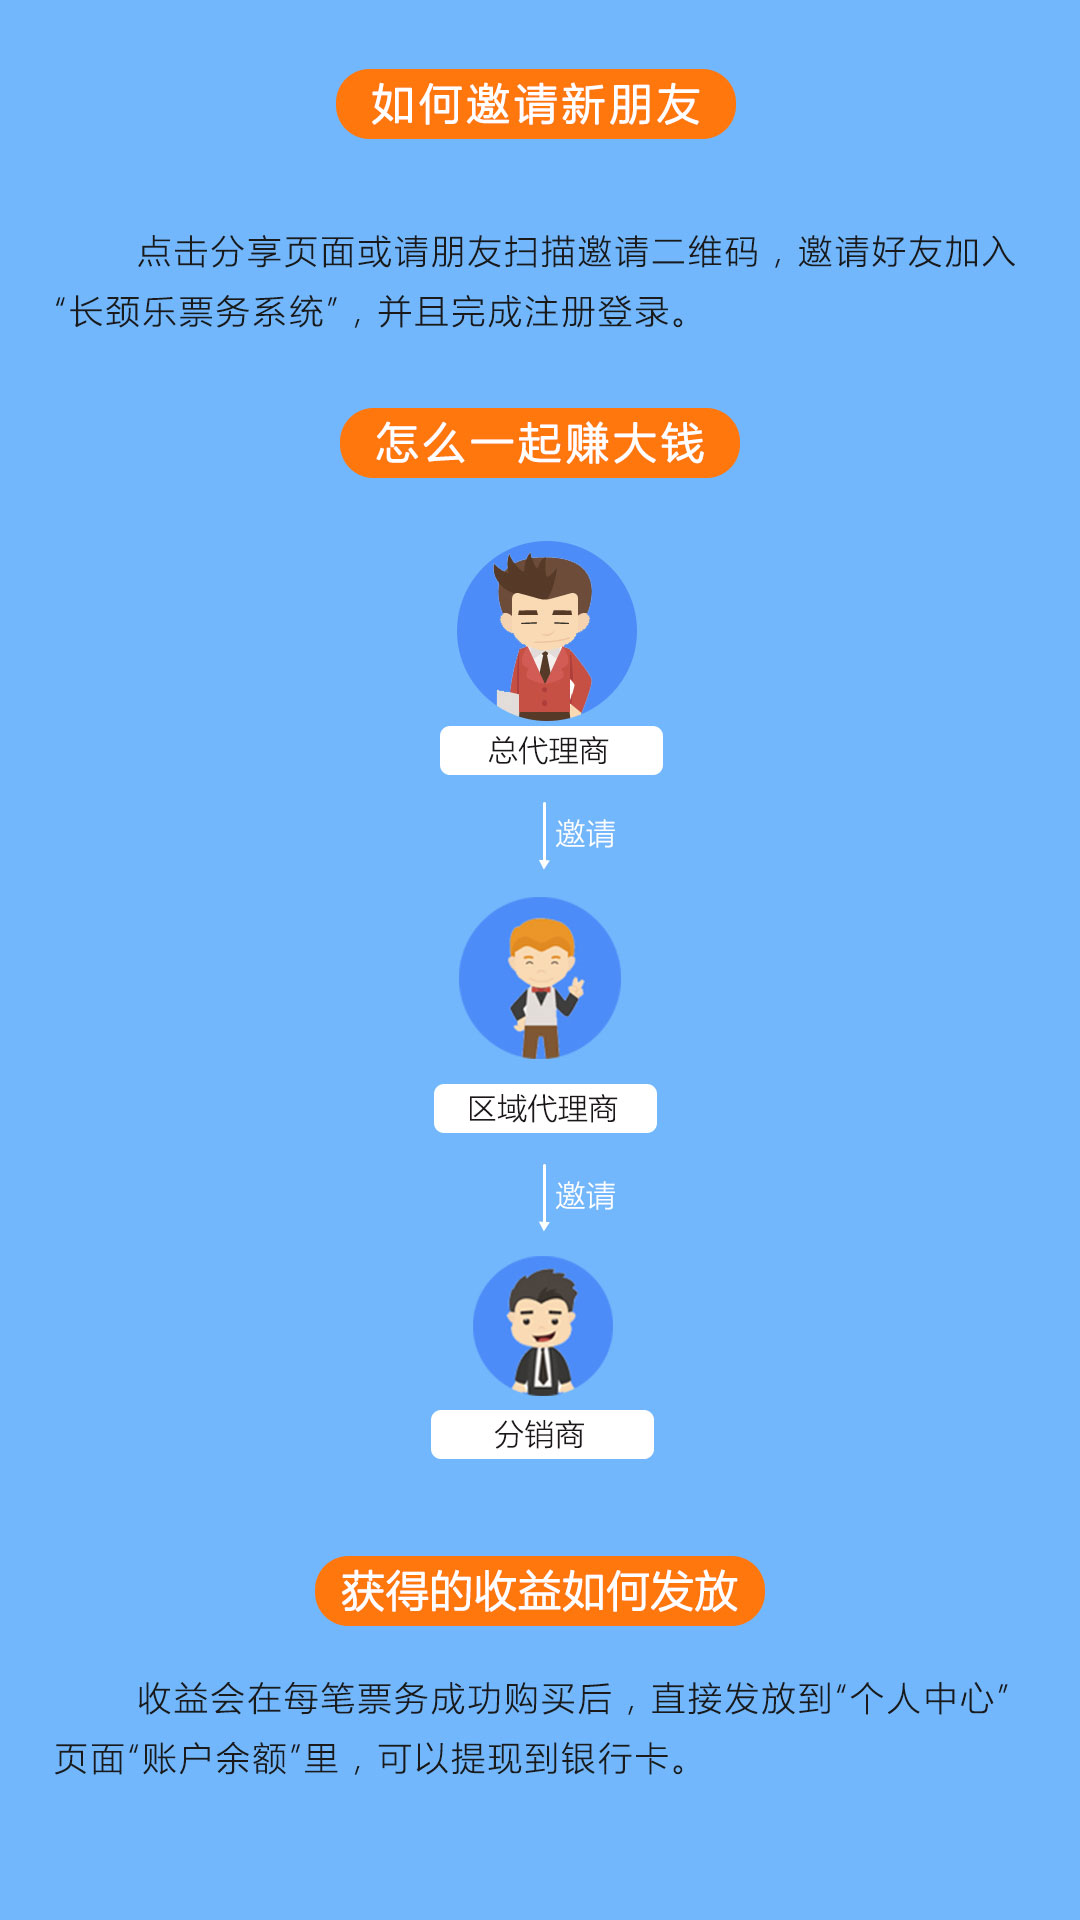 如何邀请新朋友
点击分享页面或请朋友扫描邀请二维码，邀请好友加入
“长颈乐票务系统”，并且完成注册登录。
怎么一起赚大钱
总代理商
邀请
区域代理商
邀请
分销商
获得的收益如何发放
收益会在每笔票务成功购买后，直接发放到“个人中心”
页面“账户余额”里，可以提现到银行卡。